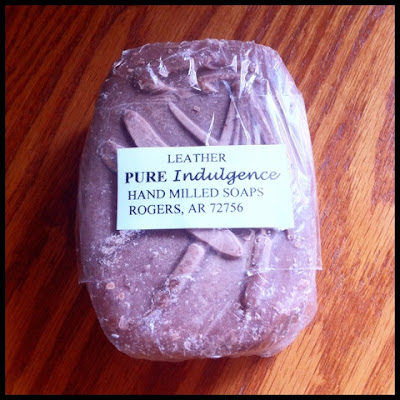 LEATHER
PURE Indulgence
HAND MILLED SOAPS
ROGERS, AR 72756